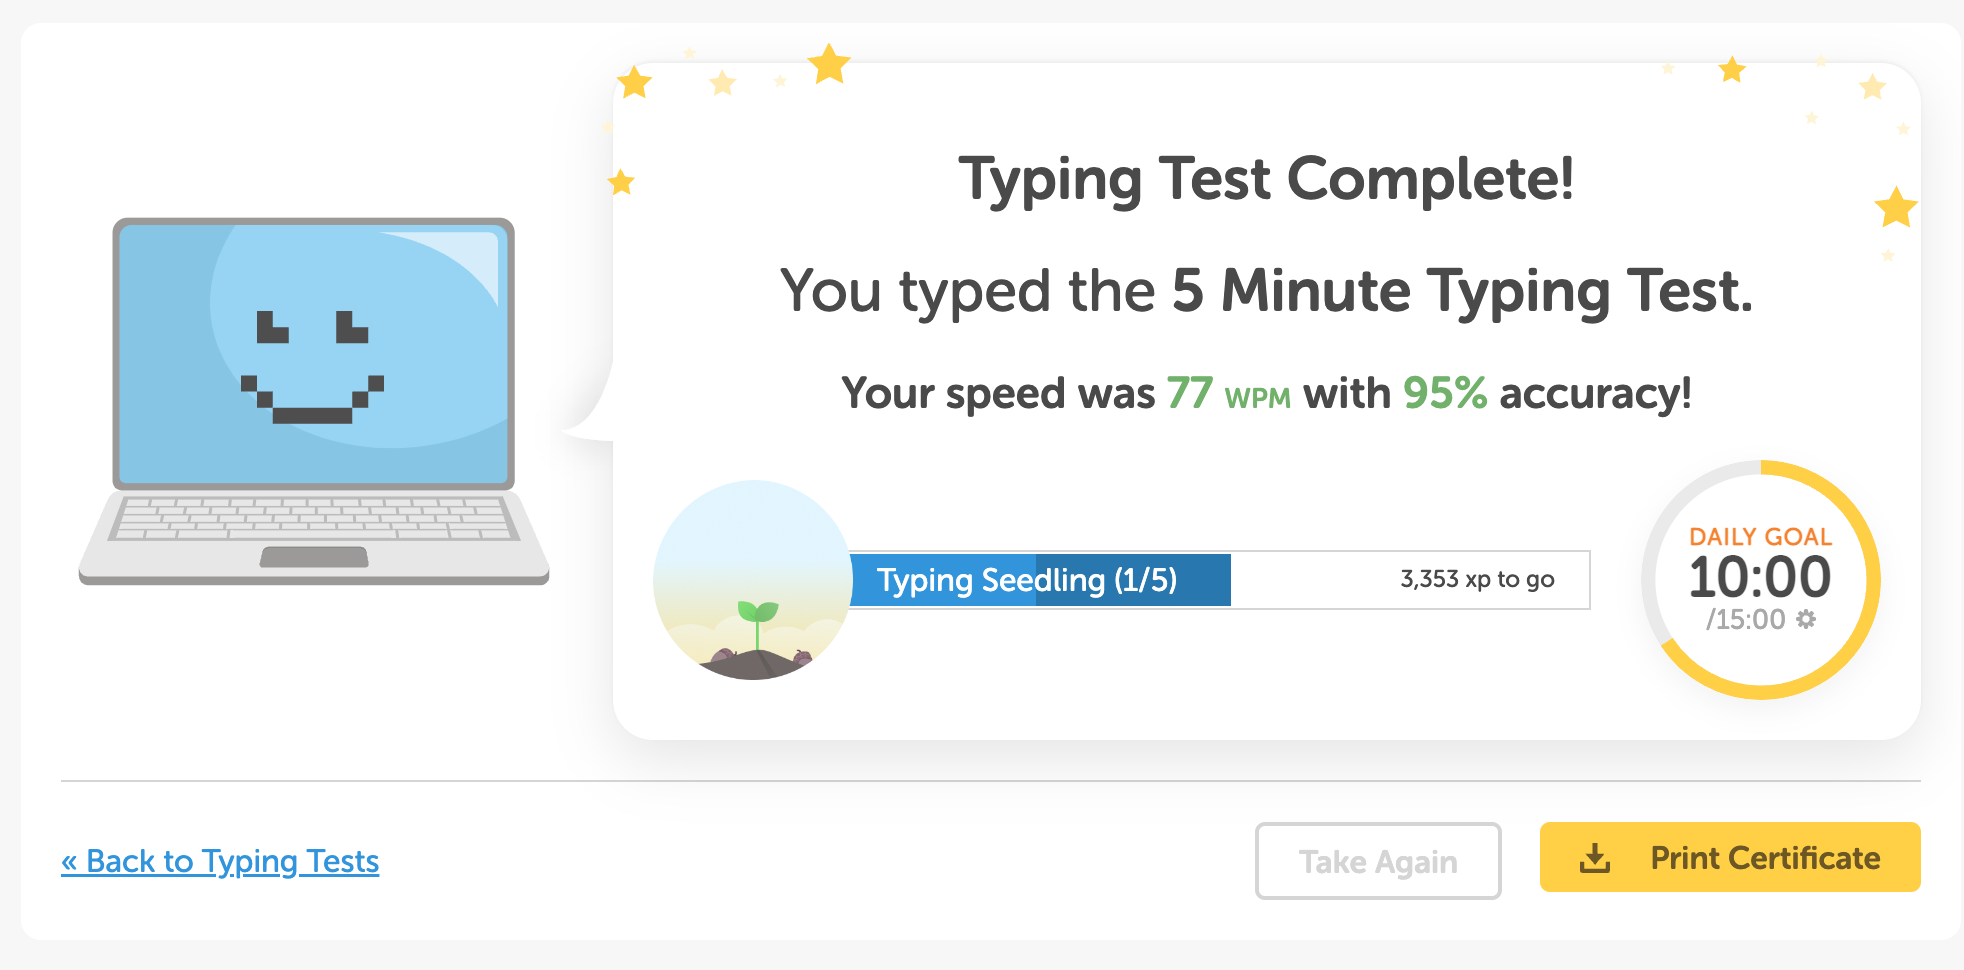 Typing Test Complete!
You typed the 5 Minute Typing Test.
Your speed was 77 WPM with 95% accuracy!
Typing Seedling (1/5)
3,353 xp to go
DAILY GOAL
10:00
/15:00
« Back to Typing Tests
Take Again
Print Certificate